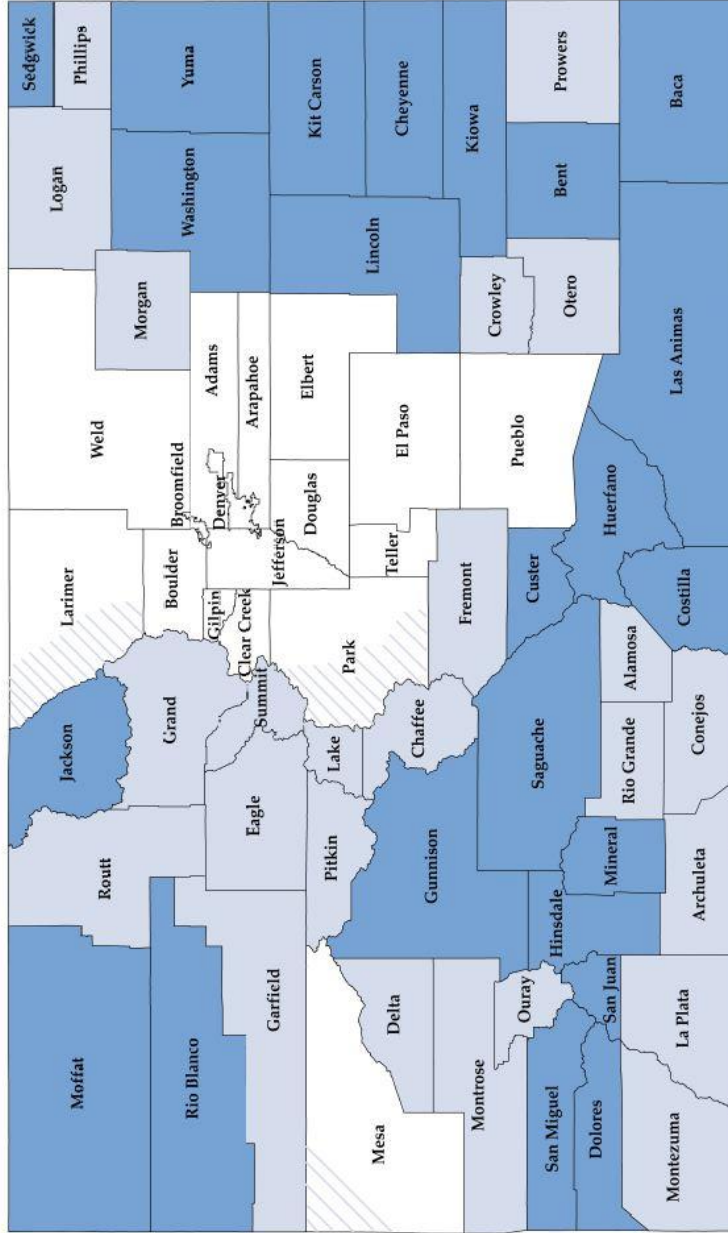 Moffat
Routt
Jackson
Larimer
Weld
Logan
Sedgwick
Phillips
Morgan
Rio Blanco
Grand
Boulder
Broomfield
Adams
Washington
Yuma
Garfield
Eagle
Summit
Gilpin
Clear Creek
Jefferson
Denver
Arapahoe
Mesa
Pitkin
Lake
Park
Douglas
Elbert
Lincoln
Kit Carson
Delta
Gunnison
Chaffee
Teller
El Paso
Cheyenne
Montrose
Ouray
Fremont
Pueblo
Crowley
Kiowa
San Miguel
Hinsdale
Saguache
Custer
Otero
Bent
Prowers
Dolores
San Juan
Mineral
Rio Grande
Alamosa
Huerfano
Montezuma
La Plata
Archuleta
Conejos
Costilla
Las Animas
Baca